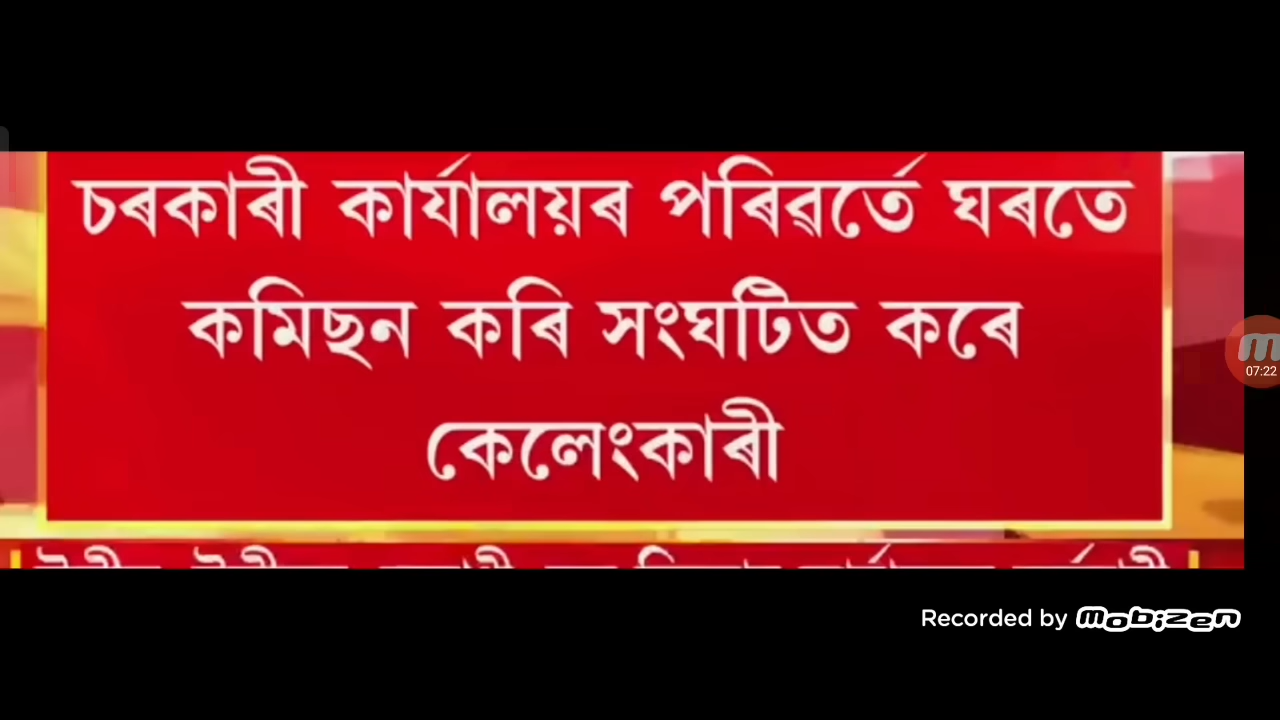 চৰকাৰী কাৰ্যালয়ৰ পৰিৱৰ্তে ঘৰতে
কমিছন কৰি সংঘটিত কৰে
কেলেংকাৰী
07:22
Recorded by mobizen